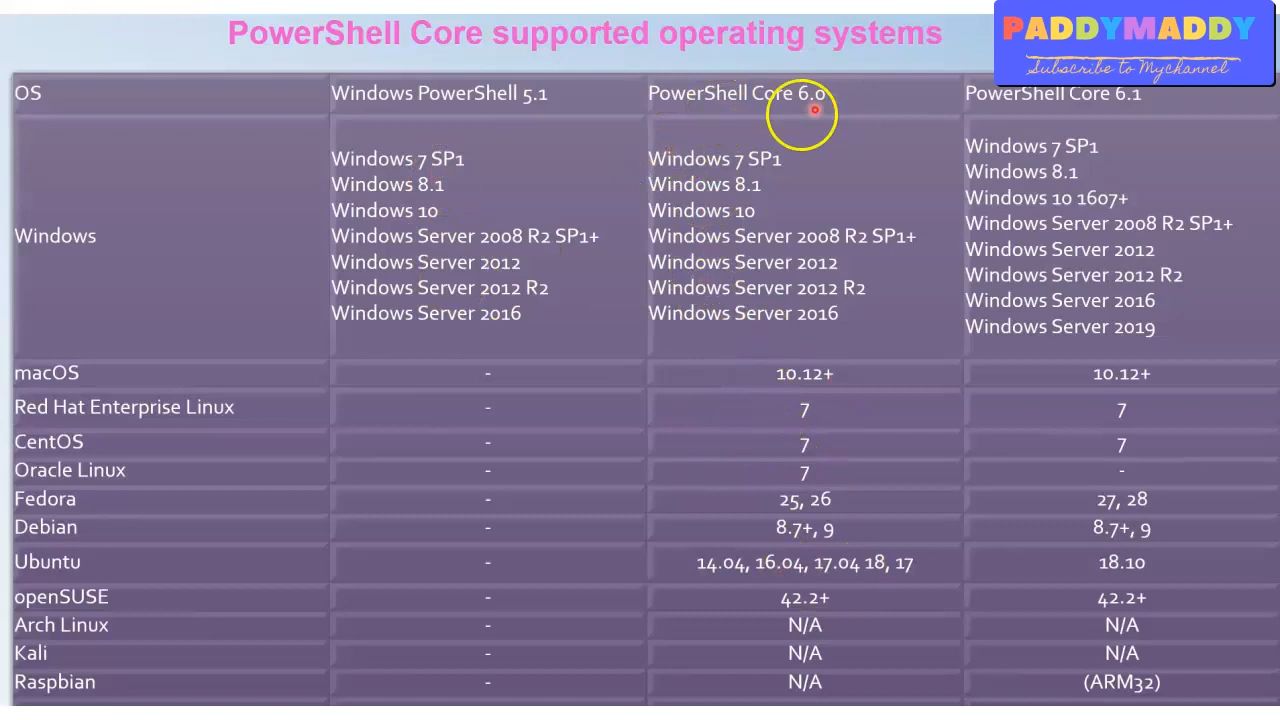 PowerShell Core supported operating systems
PADDYMADDY
Subscribe to Mychannel
OS Windows PowerShell 5.1 PowerShell Core 6.0 PowerShell Core 6.1
Windows
Windows 7 SP1
Windows 8.1
Windows 10
Windows Server 2008 R2 SP1+
Windows Server 2012
Windows Server 2012 R2
Windows Server 2016
Windows 7 SP1
Windows 8.1
Windows 10
Windows Server 2008 R2 SP1+
Windows Server 2012
Windows Server 2012 R2
Windows Server 2016
Windows 7 SP1
Windows 8.1
Windows 10 1607+
Windows Server 2008 R2 SP1+
Windows Server 2012
Windows Server 2012 R2
Windows Server 2016
Windows Server 2019
macOS - 10.12+ 10.12+
Red Hat Enterprise Linux - 7 7
CentOS - 7 7
Oracle Linux - 7 -
Fedora - 25, 26 27, 28
Debian - 8.7+, 9 8.7+, 9
Ubuntu - 14.04, 16.04, 17.04 18, 17 18.10
openSUSE - 42.2+ 42.2+
Arch Linux - N/A N/A
Kali - N/A N/A
Raspbian - N/A (ARM32)